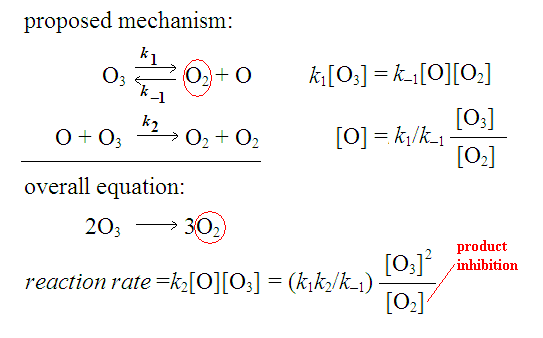 proposed mechanism:
k1
O3 ⇌ O2 + O
k–1
k1[O3] = k–1[O][O2]
k2
O + O3 ⟶ O2 + O2
[O] = k1/k–1 [O3]/[O2]
overall equation:
2O3 ⟶ 3O2
product
inhibition
reaction rate =k2[O][O3] = (k1k2/k–1) [O3]²/[O2]